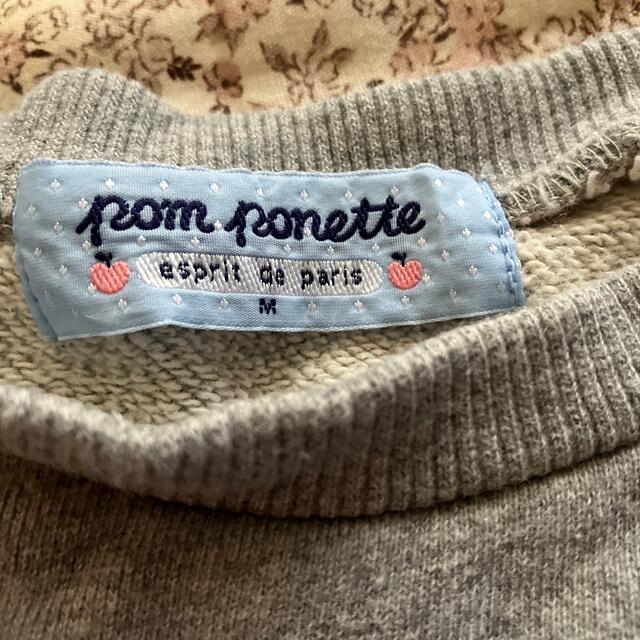 pom ponette
esprit de paris
M